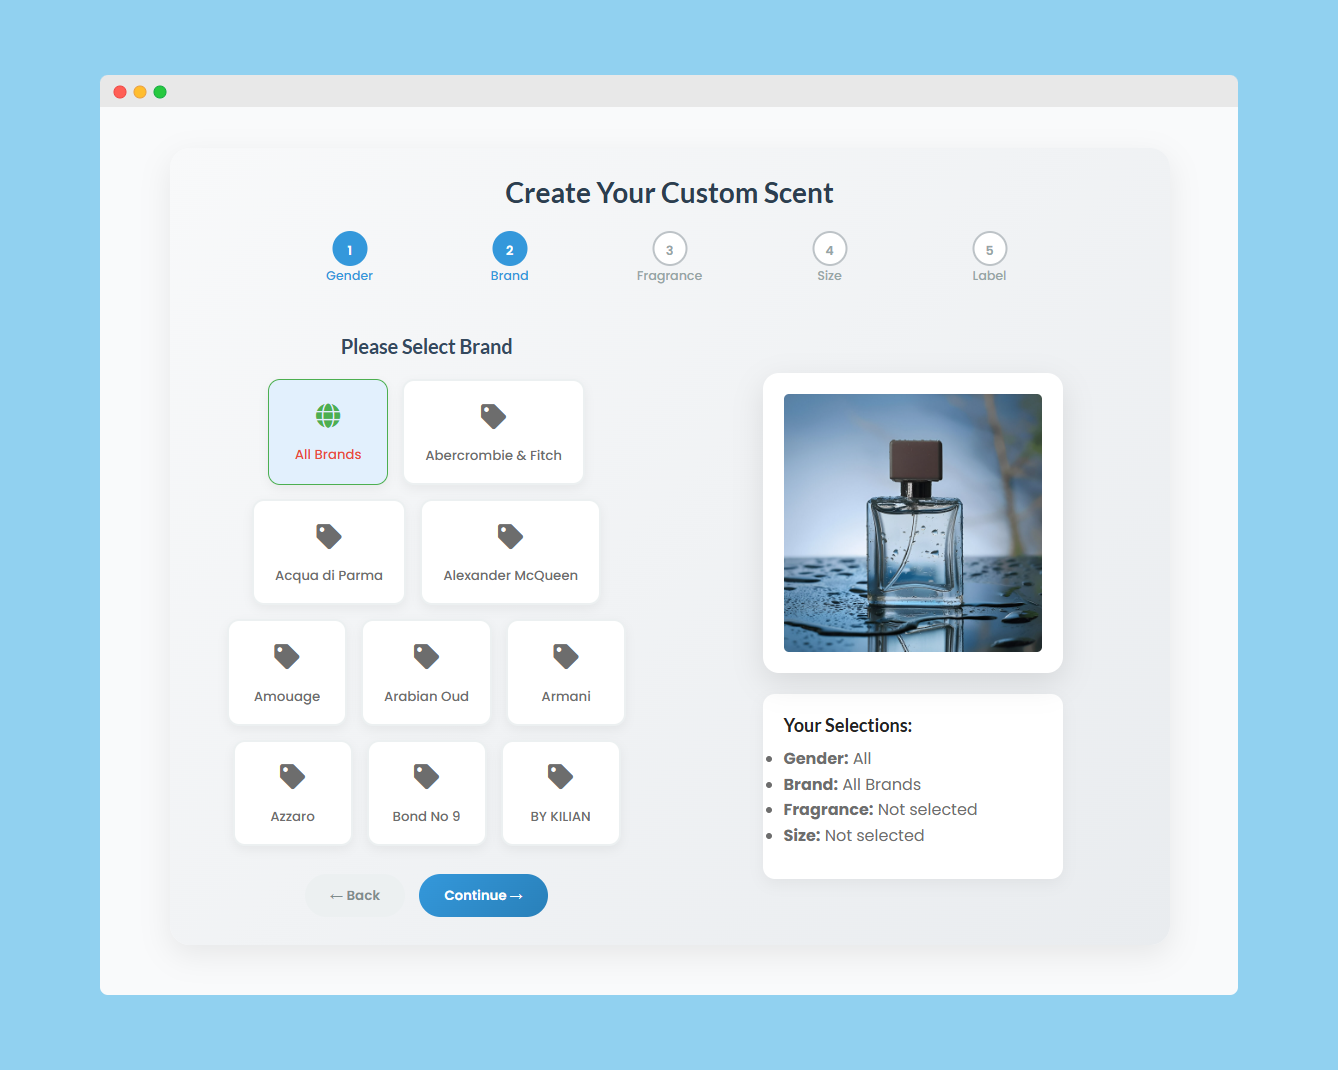 Create Your Custom Scent
1 2 3 4 5
Gender Brand Fragrance Size Label
Please Select Brand
All Brands Abercrombie & Fitch
Acqua di Parma Alexander McQueen
Amouage Arabian Oud Armani
Azzaro Bond No 9 BY KILIAN
← Back Continue →
Your Selections:
• Gender: All
• Brand: All Brands
• Fragrance: Not selected
• Size: Not selected